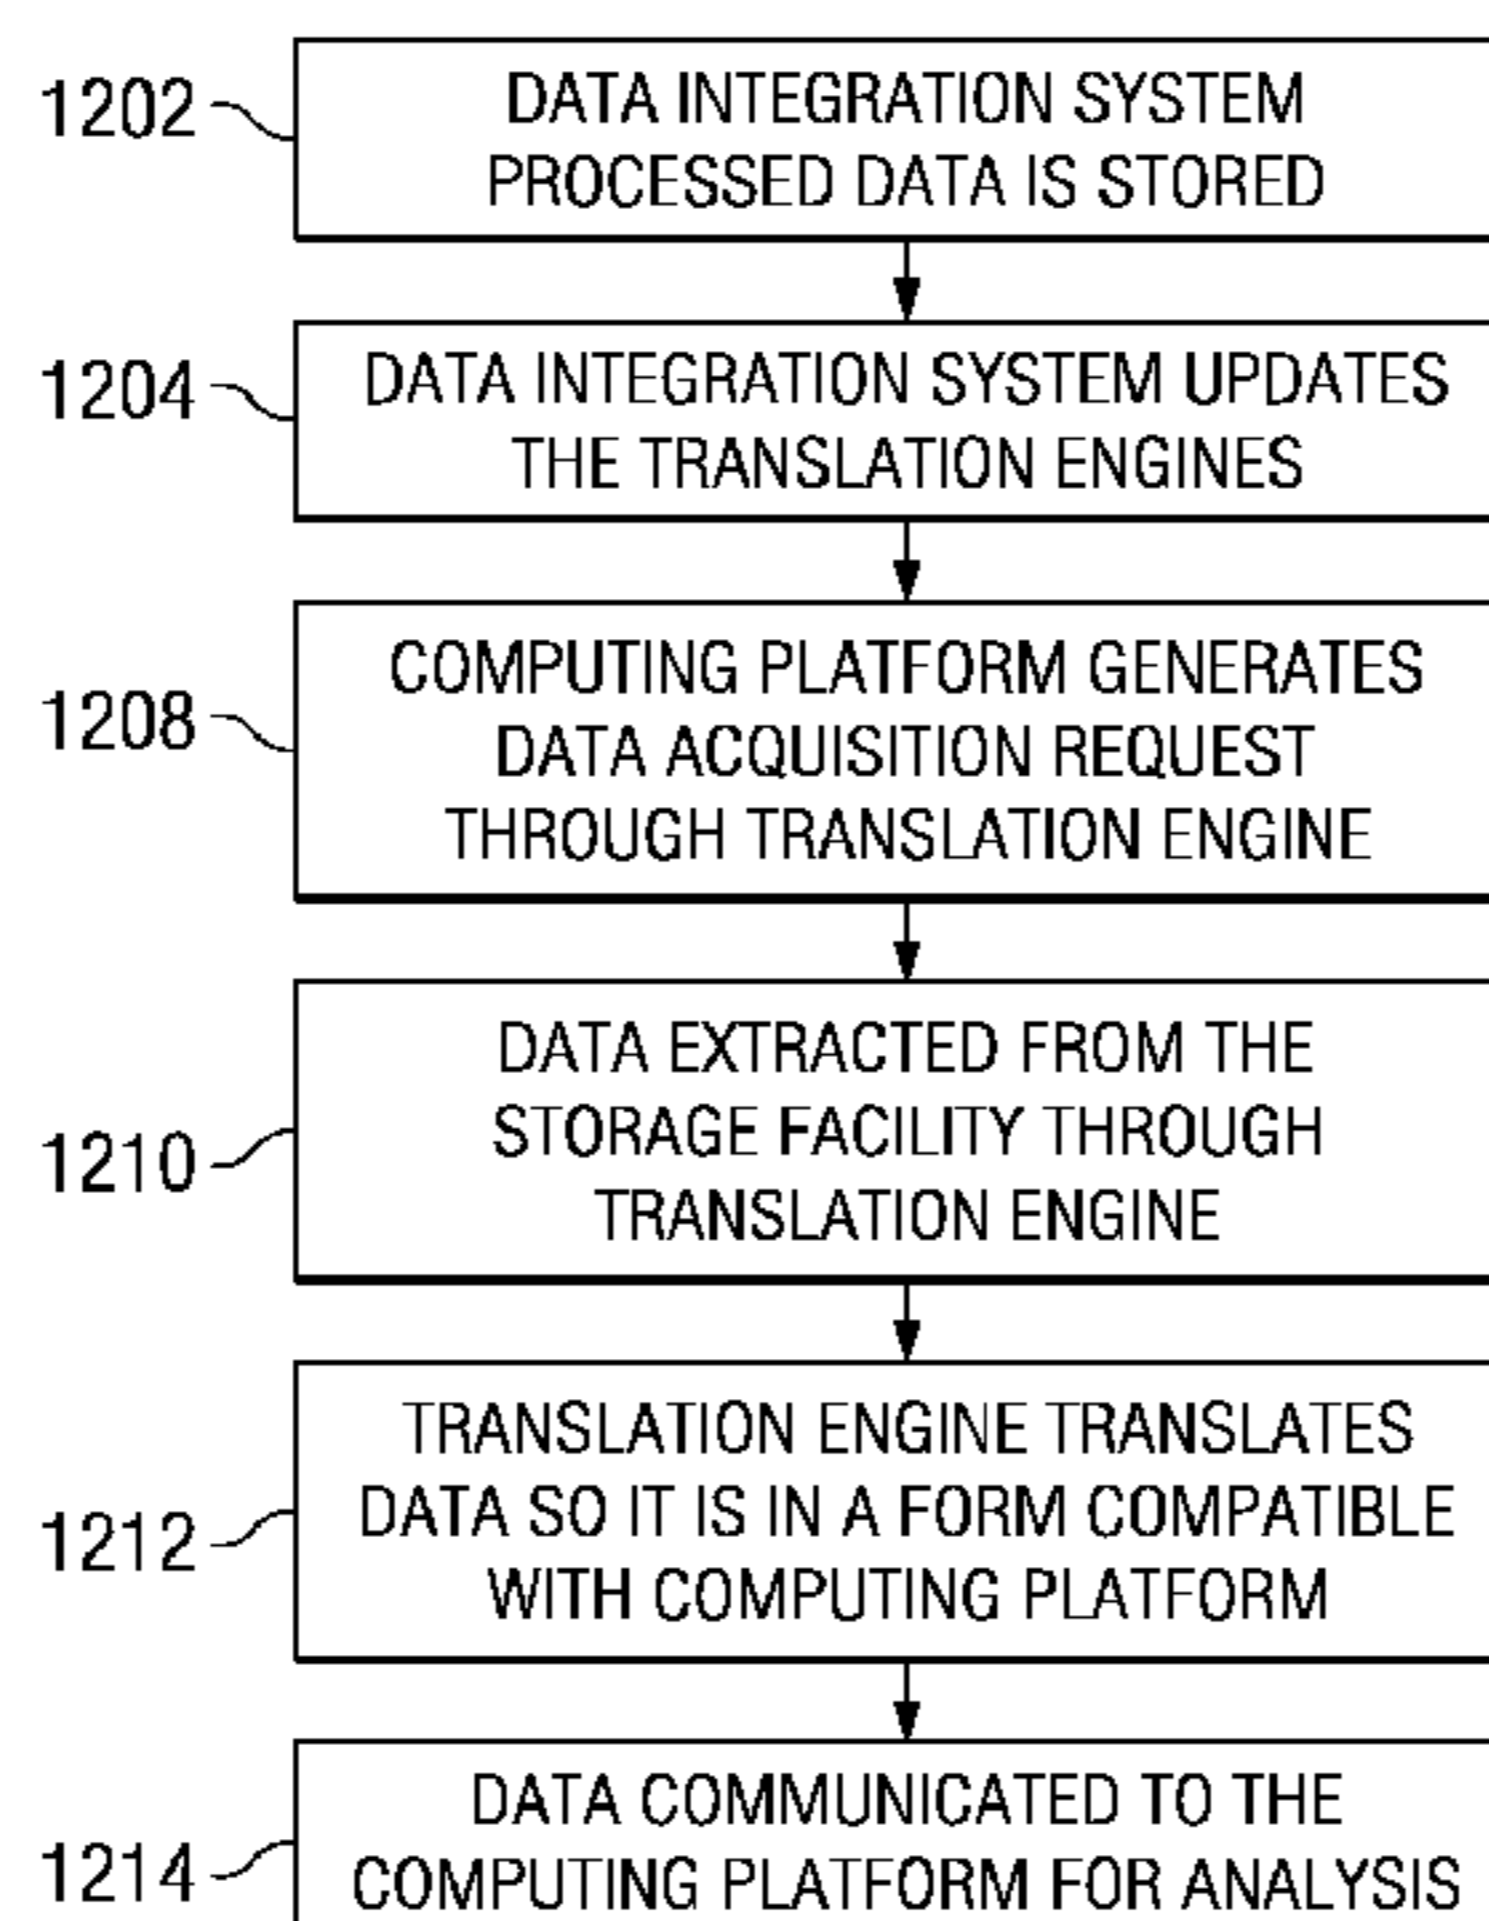 1202
DATA INTEGRATION SYSTEM
PROCESSED DATA IS STORED
1204
DATA INTEGRATION SYSTEM UPDATES
THE TRANSLATION ENGINES
1208
COMPUTING PLATFORM GENERATES
DATA ACQUISITION REQUEST
THROUGH TRANSLATION ENGINE
1210
DATA EXTRACTED FROM THE
STORAGE FACILITY THROUGH
TRANSLATION ENGINE
1212
TRANSLATION ENGINE TRANSLATES
DATA SO IT IS IN A FORM COMPATIBLE
WITH COMPUTING PLATFORM
1214
DATA COMMUNICATED TO THE
COMPUTING PLATFORM FOR ANALYSIS